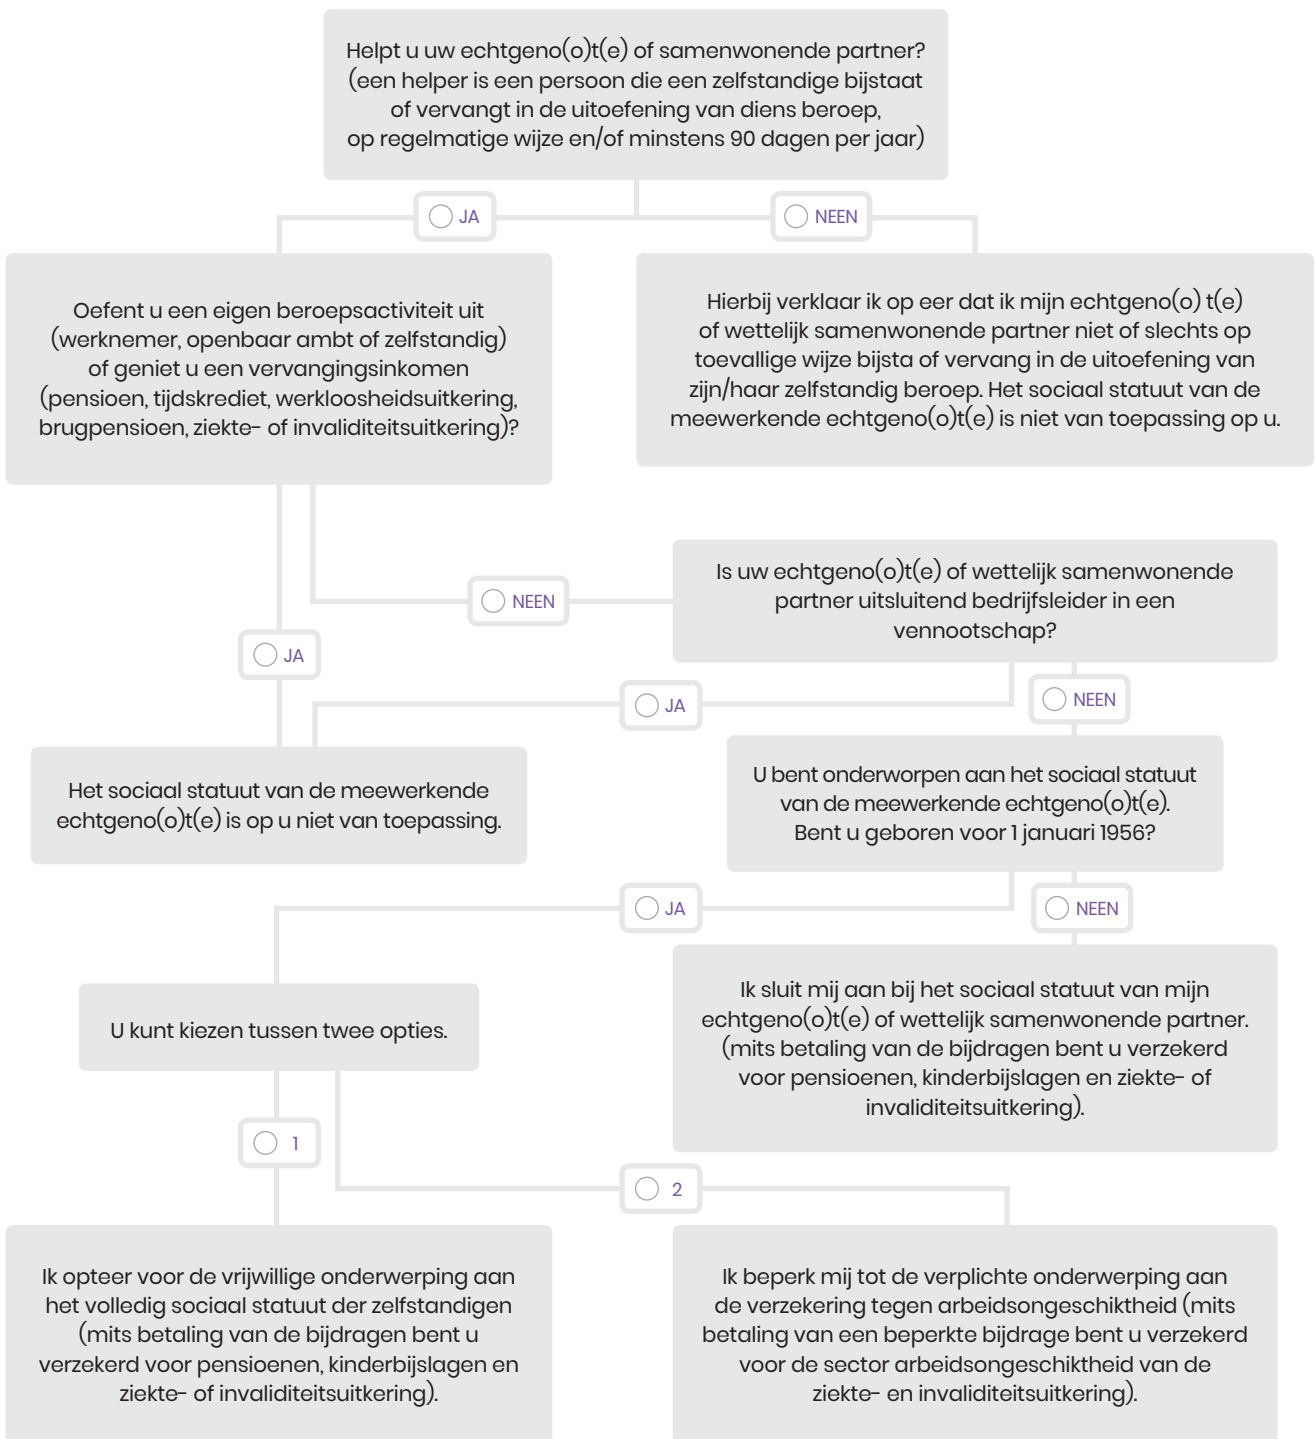 Helpt u uw echtgeno(o)t(e) of samenwonende partner?
(een helper is een persoon die een zelfstandige bijstaat
of vervangt in de uitoefening van diens beroep,
op regelmatige wijze en/of minstens 90 dagen per jaar)
JA
NEEN
Oefent u een eigen beroepsactiviteit uit
(werknemer, openbaar ambt of zelfstandig)
of geniet u een vervangingsinkomen
(pensioen, tijdskrediet, werkloosheidsuitkering,
brugpensioen, ziekte- of invaliditeitsuitkering)?
Hierbij verklaar ik op eer dat ik mijn echtgeno(o) t(e)
of wettelijk samenwonende partner niet of slechts op
toevallige wijze bijsta of vervang in de uitoefening van
zijn/haar zelfstandig beroep. Het sociaal statuut van de
meewerkende echtgeno(o)t(e) is niet van toepassing op u.
NEEN
Is uw echtgeno(o)t(e) of wettelijk samenwonende
partner uitsluitend bedrijfsleider in een
vennootschap?
JA
JA
NEEN
Het sociaal statuut van de meewerkende
echtgeno(o)t(e) is op u niet van toepassing.
U bent onderworpen aan het sociaal statuut
van de meewerkende echtgeno(o)t(e).
Bent u geboren voor 1 januari 1956?
JA
NEEN
U kunt kiezen tussen twee opties.
Ik sluit mij aan bij het sociaal statuut van mijn
echtgeno(o)t(e) of wettelijk samenwonende partner.
(mits betaling van de bijdragen bent u verzekerd
voor pensioenen, kinderbijslagen en ziekte- of
invaliditeitsuitkering).
1
2
Ik opteer voor de vrijwillige onderwerping aan
het volledig sociaal statuut der zelfstandigen
(mits betaling van de bijdragen bent u
verzekerd voor pensioenen, kinderbijslagen en
ziekte- of invaliditeitsuitkering).
Ik beperk mij tot de verplichte onderwerping aan
de verzekering tegen arbeidsongeschiktheid (mits
betaling van een beperkte bijdrage bent u verzekerd
voor de sector arbeidsongeschiktheid van de
ziekte- en invaliditeitsuitkering).